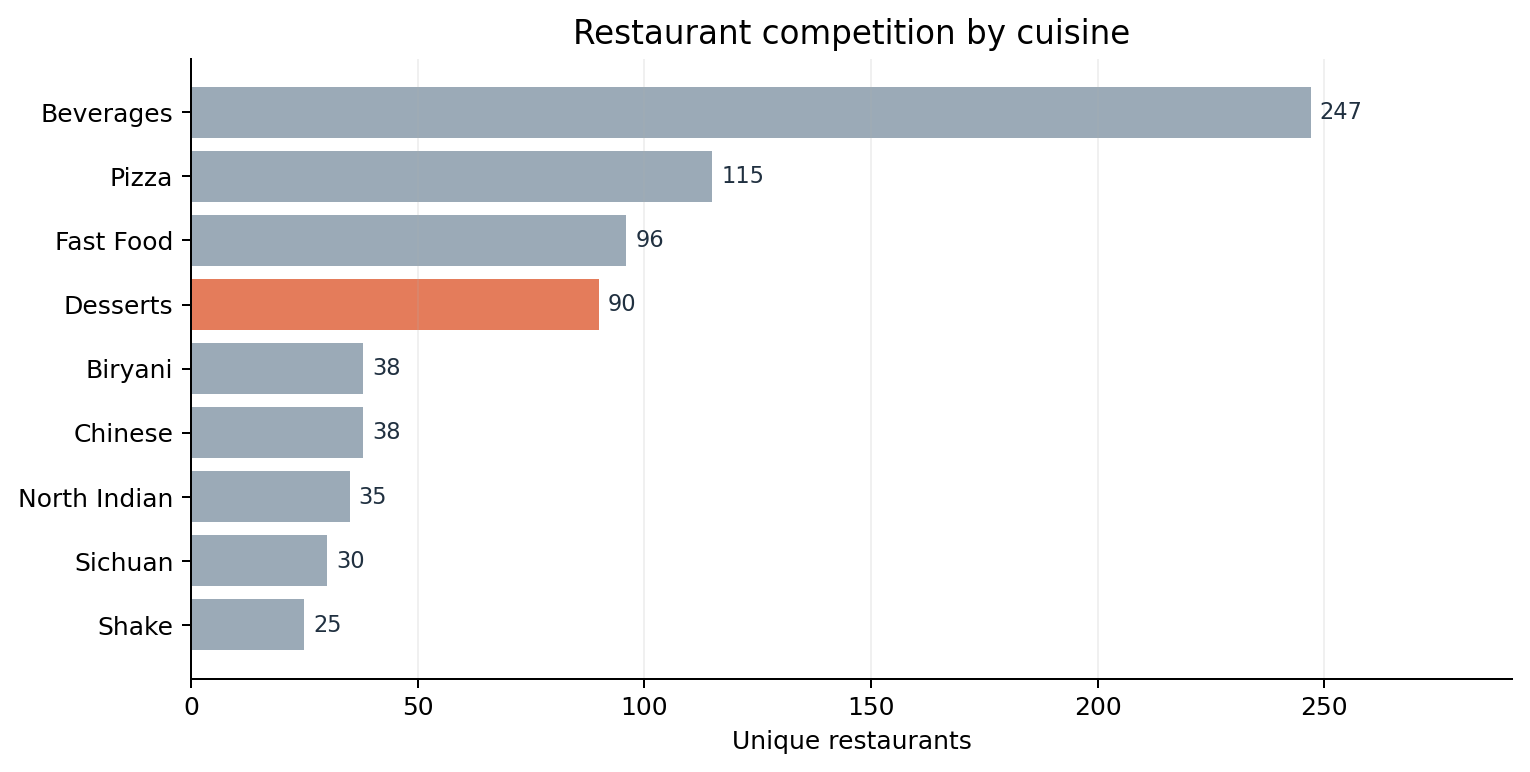 Restaurant competition by cuisine
Beverages 247
Pizza 115
Fast Food 96
Desserts 90
Biryani 38
Chinese 38
North Indian 35
Sichuan 30
Shake 25
0 50 100 150 200 250
Unique restaurants